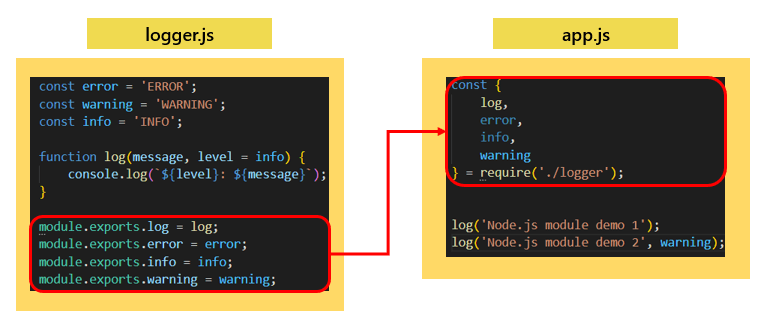 logger.js
const error = 'ERROR';
const warning = 'WARNING';
const info = 'INFO';
function log(message, level = info) {
console.log(`${level}: ${message}`);
}
module.exports.log = log;
module.exports.error = error;
module.exports.info = info;
module.exports.warning = warning;
app.js
const {
log,
error,
info,
warning
} = require('./logger');
log('Node.js module demo 1');
log('Node.js module demo 2', warning);